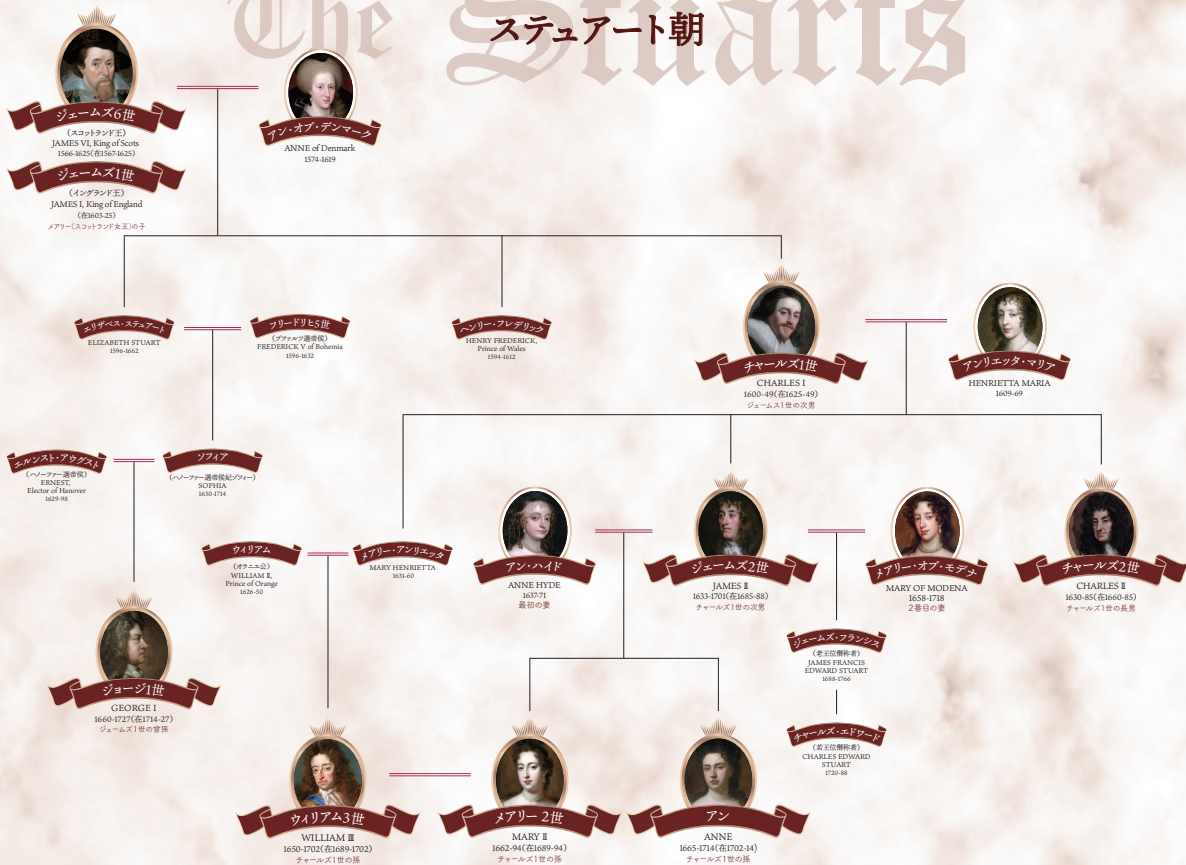 The Stuarts
ステュアート朝
ジェームズ6世
(スコットランド王)
JAMES VI, King of Scots
1566-1625(在1567-1625)
ジェームズ1世
(イングランド王)
JAMES I, King of England
(在1603-25)
メアリー(スコットランド女王)の子
アン・オブ・デンマーク
ANNE of Denmark
1574-1619
エリザベス・ステュアート
ELIZABETH STUART
1596-1662
フリードリヒ5世
(プファルツ選帝侯)
FREDERICK V of Bohemia
1596-1632
ヘンリー・フレデリック
HENRY FREDERICK,
Prince of Wales
1594-1612
チャールズ1世
CHARLES I
1600-49(在1625-49)
ジェームス1世の次男
アンリエッタ・マリア
HENRIETTA MARIA
1609-69
エルンスト・アウグスト
(ハノーファー選帝侯)
ERNEST,
Elector of Hanover
1629-98
ソフィア
(ハノーファー選帝侯妃ゾフィー)
SOPHIA
1630-1714
ウィリアム
(オラニエ公)
WILLIAM II,
Prince of Orange
1626-50
メアリー・アンリエッタ
MARY HENRIETTA
1631-60
アン・ハイド
ANNE HYDE
1637-71
最初の妻
ジェームズ2世
JAMES II
1633-1701(在1685-88)
チャールズ1世の次男
メアリー・オブ・モデナ
MARY OF MODENA
1658-1718
2番目の妻
チャールズ2世
CHARLES II
1630-85(在1660-85)
チャールズ1世の長男
ジョージ1世
GEORGE I
1660-1727(在1714-27)
ジェームズ1世の曾孫
ジェームズ・フランシス
(老王位僭称者)
JAMES FRANCIS
EDWARD STUART
1688-1766
チャールズ・エドワード
(若王位僭称者)
CHARLES EDWARD
STUART
1720-88
ウィリアム3世
WILLIAM III
1650-1702(在1689-1702)
チャールズ1世の孫
メアリー 2世
MARY II
1662-94(在1689-94)
チャールズ1世の孫
アン
ANNE
1665-1714(在1702-14)
チャールズ1世の孫